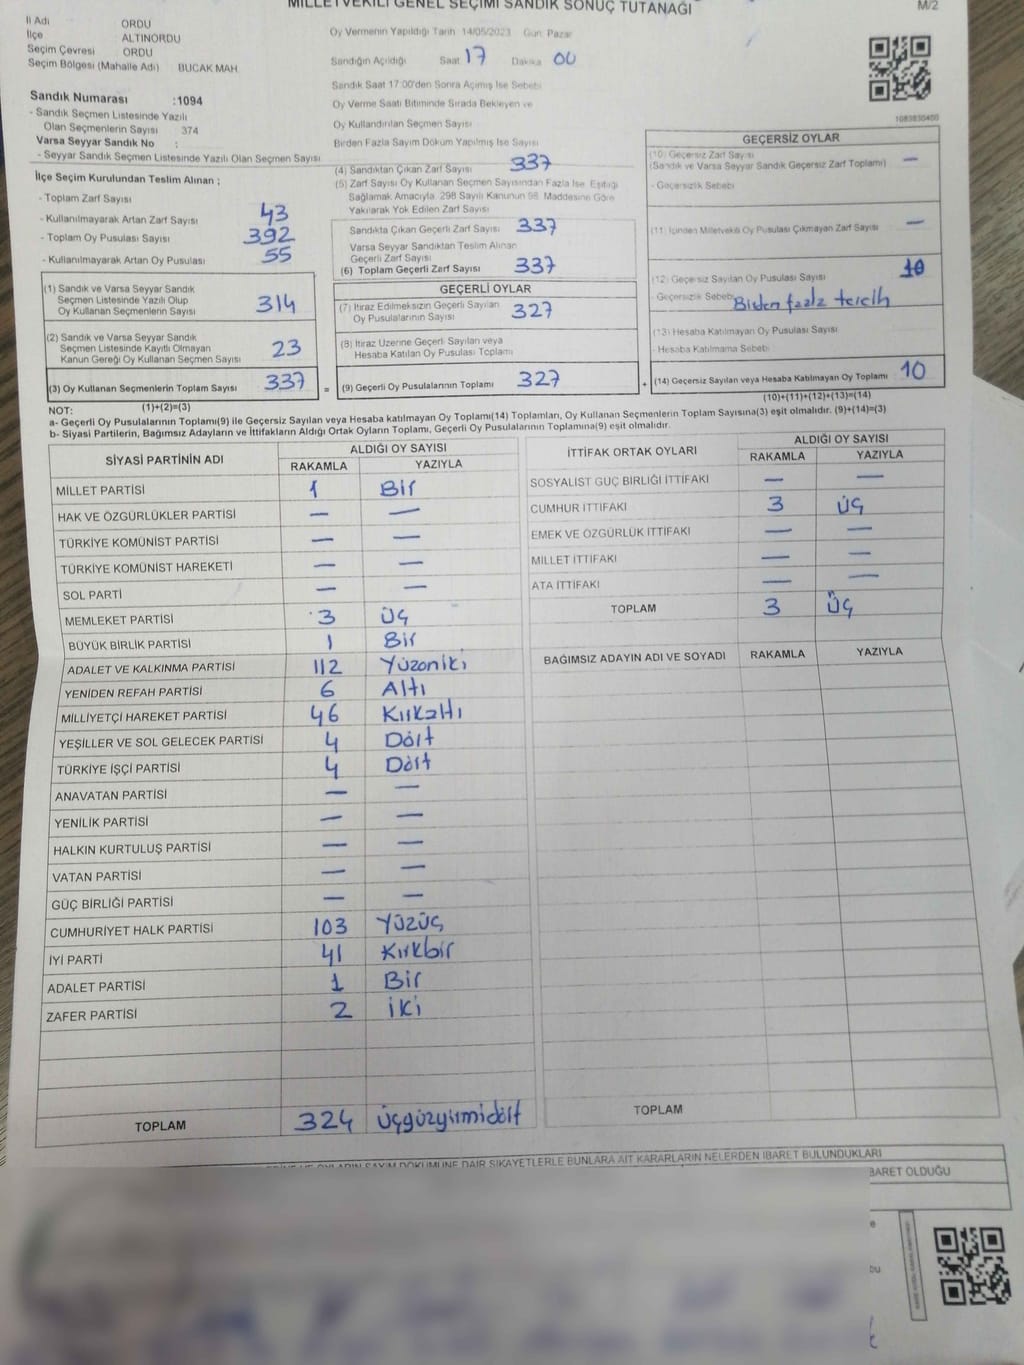 MİLLETVEKİLİ GENEL SEÇİMİ SANDIK SONUÇ TUTANAĞI
M/2
İl Adı ORDU
İlçe ALTINORDU
Seçim Çevresi ORDU
Seçim Bölgesi (Mahalle Adı) BUCAK MAH.
Sandık Numarası :1094
- Sandık Seçmen Listesinde Yazılı
Olan Seçmenlerin Sayısı 374
Varsa Seyyar Sandık No :
- Seyyar Sandık Seçmen Listesinde Yazılı Olan Seçmen Sayısı
İlçe Seçim Kurulundan Teslim Alınan :
- Toplam Zarf Sayısı
- Kullanılmayarak Artan Zarf Sayısı 43
- Toplam Oy Pusulası Sayısı 392
- Kullanılmayarak Artan Oy Pusulası 55
(1) Sandık ve Varsa Seyyar Sandık
Seçmen Listesinde Yazılı Olup
Oy Kullanan Seçmenlerin Sayısı 314
(2) Sandık ve Varsa Seyyar Sandık
Seçmen Listesinde Kayıtlı Olmayan
Kanun Gereği Oy Kullanan Seçmen Sayısı 23
(3) Oy Kullanan Seçmenlerin Toplam Sayısı 337
(1)+(2)=(3)
Oy Vermenin Yapıldığı Tarih 14/05/2023 Gün Pazar
Sandığın Açıldığı Saat 17 Dakika 00
Sandık Saat 17:00'den Sonra Açımış İse Sebebi
Oy Verme Saati Bitiminde Sırada Bekleyen ve
Oy Kullandırılan Seçmen Sayısı
Birden Fazla Sayım Döküm Yapılmış İse Sayısı
(4) Sandıktan Çıkan Zarf Sayısı 337
(5) Zarf Sayısı Oy Kullanan Seçmen Sayısından Fazla İse, Eşitliği
Sağlamak Amacıyla, 298 Sayılı Kanunun 98. Maddesine Göre
Yakılarak Yok Edilen Zarf Sayısı
Sandıkta Çıkan Geçerli Zarf Sayısı 337
Varsa Seyyar Sandıktan Teslim Alınan
Geçerli Zarf Sayısı
(6) Toplam Geçerli Zarf Sayısı 337
GEÇERLİ OYLAR
(7) İtiraz Edilmeksizin Geçerli Sayılan
Oy Pusulalarının Sayısı 327
(8) İtiraz Üzerine Geçerli Sayılan veya
Hesaba Katılan Oy Pusulası Toplamı
= (9) Geçerli Oy Pusulalarının Toplamı 327
1083830400
GEÇERSİZ OYLAR
(10) Geçersiz Zarf Sayısı —
(Sandık ve Varsa Seyyar Sandık Geçersiz Zarf Toplamı)
- Geçersizlik Sebebi
(11) İçinden Milletvekili Oy Pusulası Çıkmayan Zarf Sayısı —
(12) Geçersiz Sayılan Oy Pusulası Sayısı 10
- Geçersizlik Sebebi Birden fazla tercih
(13) Hesaba Katılmayan Oy Pusulası Sayısı
- Hesaba Katılmama Sebebi
+ (14) Geçersiz Sayılan veya Hesaba Katılmayan Oy Toplamı 10
(10)+(11)+(12)+(13)=(14)
NOT:
a- Geçerli Oy Pusulalarının Toplamı(9) ile Geçersiz Sayılan veya Hesaba katılmayan Oy Toplamı(14) Toplamları, Oy Kullanan Seçmenlerin Toplam Sayısına(3) eşit olmalıdır. (9)+(14)=(3)
b- Siyasi Partilerin, Bağımsız Adayların ve İttifakların Aldığı Ortak Oyların Toplamı, Geçerli Oy Pusulalarının Toplamına(9) eşit olmalıdır.
SİYASİ PARTİNİN ADI ALDIĞI OY SAYISI
RAKAMLA YAZIYLA
MİLLET PARTİSİ 1 Bir
HAK VE ÖZGÜRLÜKLER PARTİSİ — —
TÜRKİYE KOMÜNİST PARTİSİ — —
TÜRKİYE KOMÜNİST HAREKETİ — —
SOL PARTİ — —
MEMLEKET PARTİSİ 3 Üç
BÜYÜK BİRLİK PARTİSİ 1 Bir
ADALET VE KALKINMA PARTİSİ 112 Yüzoniki
YENİDEN REFAH PARTİSİ 6 Altı
MİLLİYETÇİ HAREKET PARTİSİ 46 Kırkaltı
YEŞİLLER VE SOL GELECEK PARTİSİ 4 Dört
TÜRKİYE İŞÇİ PARTİSİ 4 Dört
ANAVATAN PARTİSİ — —
YENİLİK PARTİSİ — —
HALKIN KURTULUŞ PARTİSİ — —
VATAN PARTİSİ — —
GÜÇ BİRLİĞİ PARTİSİ — —
CUMHURİYET HALK PARTİSİ 103 Yüzüç
İYİ PARTİ 41 Kırkbir
ADALET PARTİSİ 1 Bir
ZAFER PARTİSİ 2 İki
TOPLAM 324 Üçyüzyirmidört
İTTİFAK ORTAK OYLARI ALDIĞI OY SAYISI
RAKAMLA YAZIYLA
SOSYALİST GÜÇ BİRLİĞİ İTTİFAKI — —
CUMHUR İTTİFAKI 3 Üç
EMEK VE ÖZGÜRLÜK İTTİFAKI — —
MİLLET İTTİFAKI — —
ATA İTTİFAKI — —
TOPLAM 3 Üç
BAĞIMSIZ ADAYIN ADI VE SOYADI RAKAMLA YAZIYLA
TOPLAM
SAYIM DÖKÜMÜNE DAİR ŞİKAYETLERLE BUNLARA AİT KARARLARIN NELERDEN İBARET BULUNDUKLARI
BARET OLDUĞU